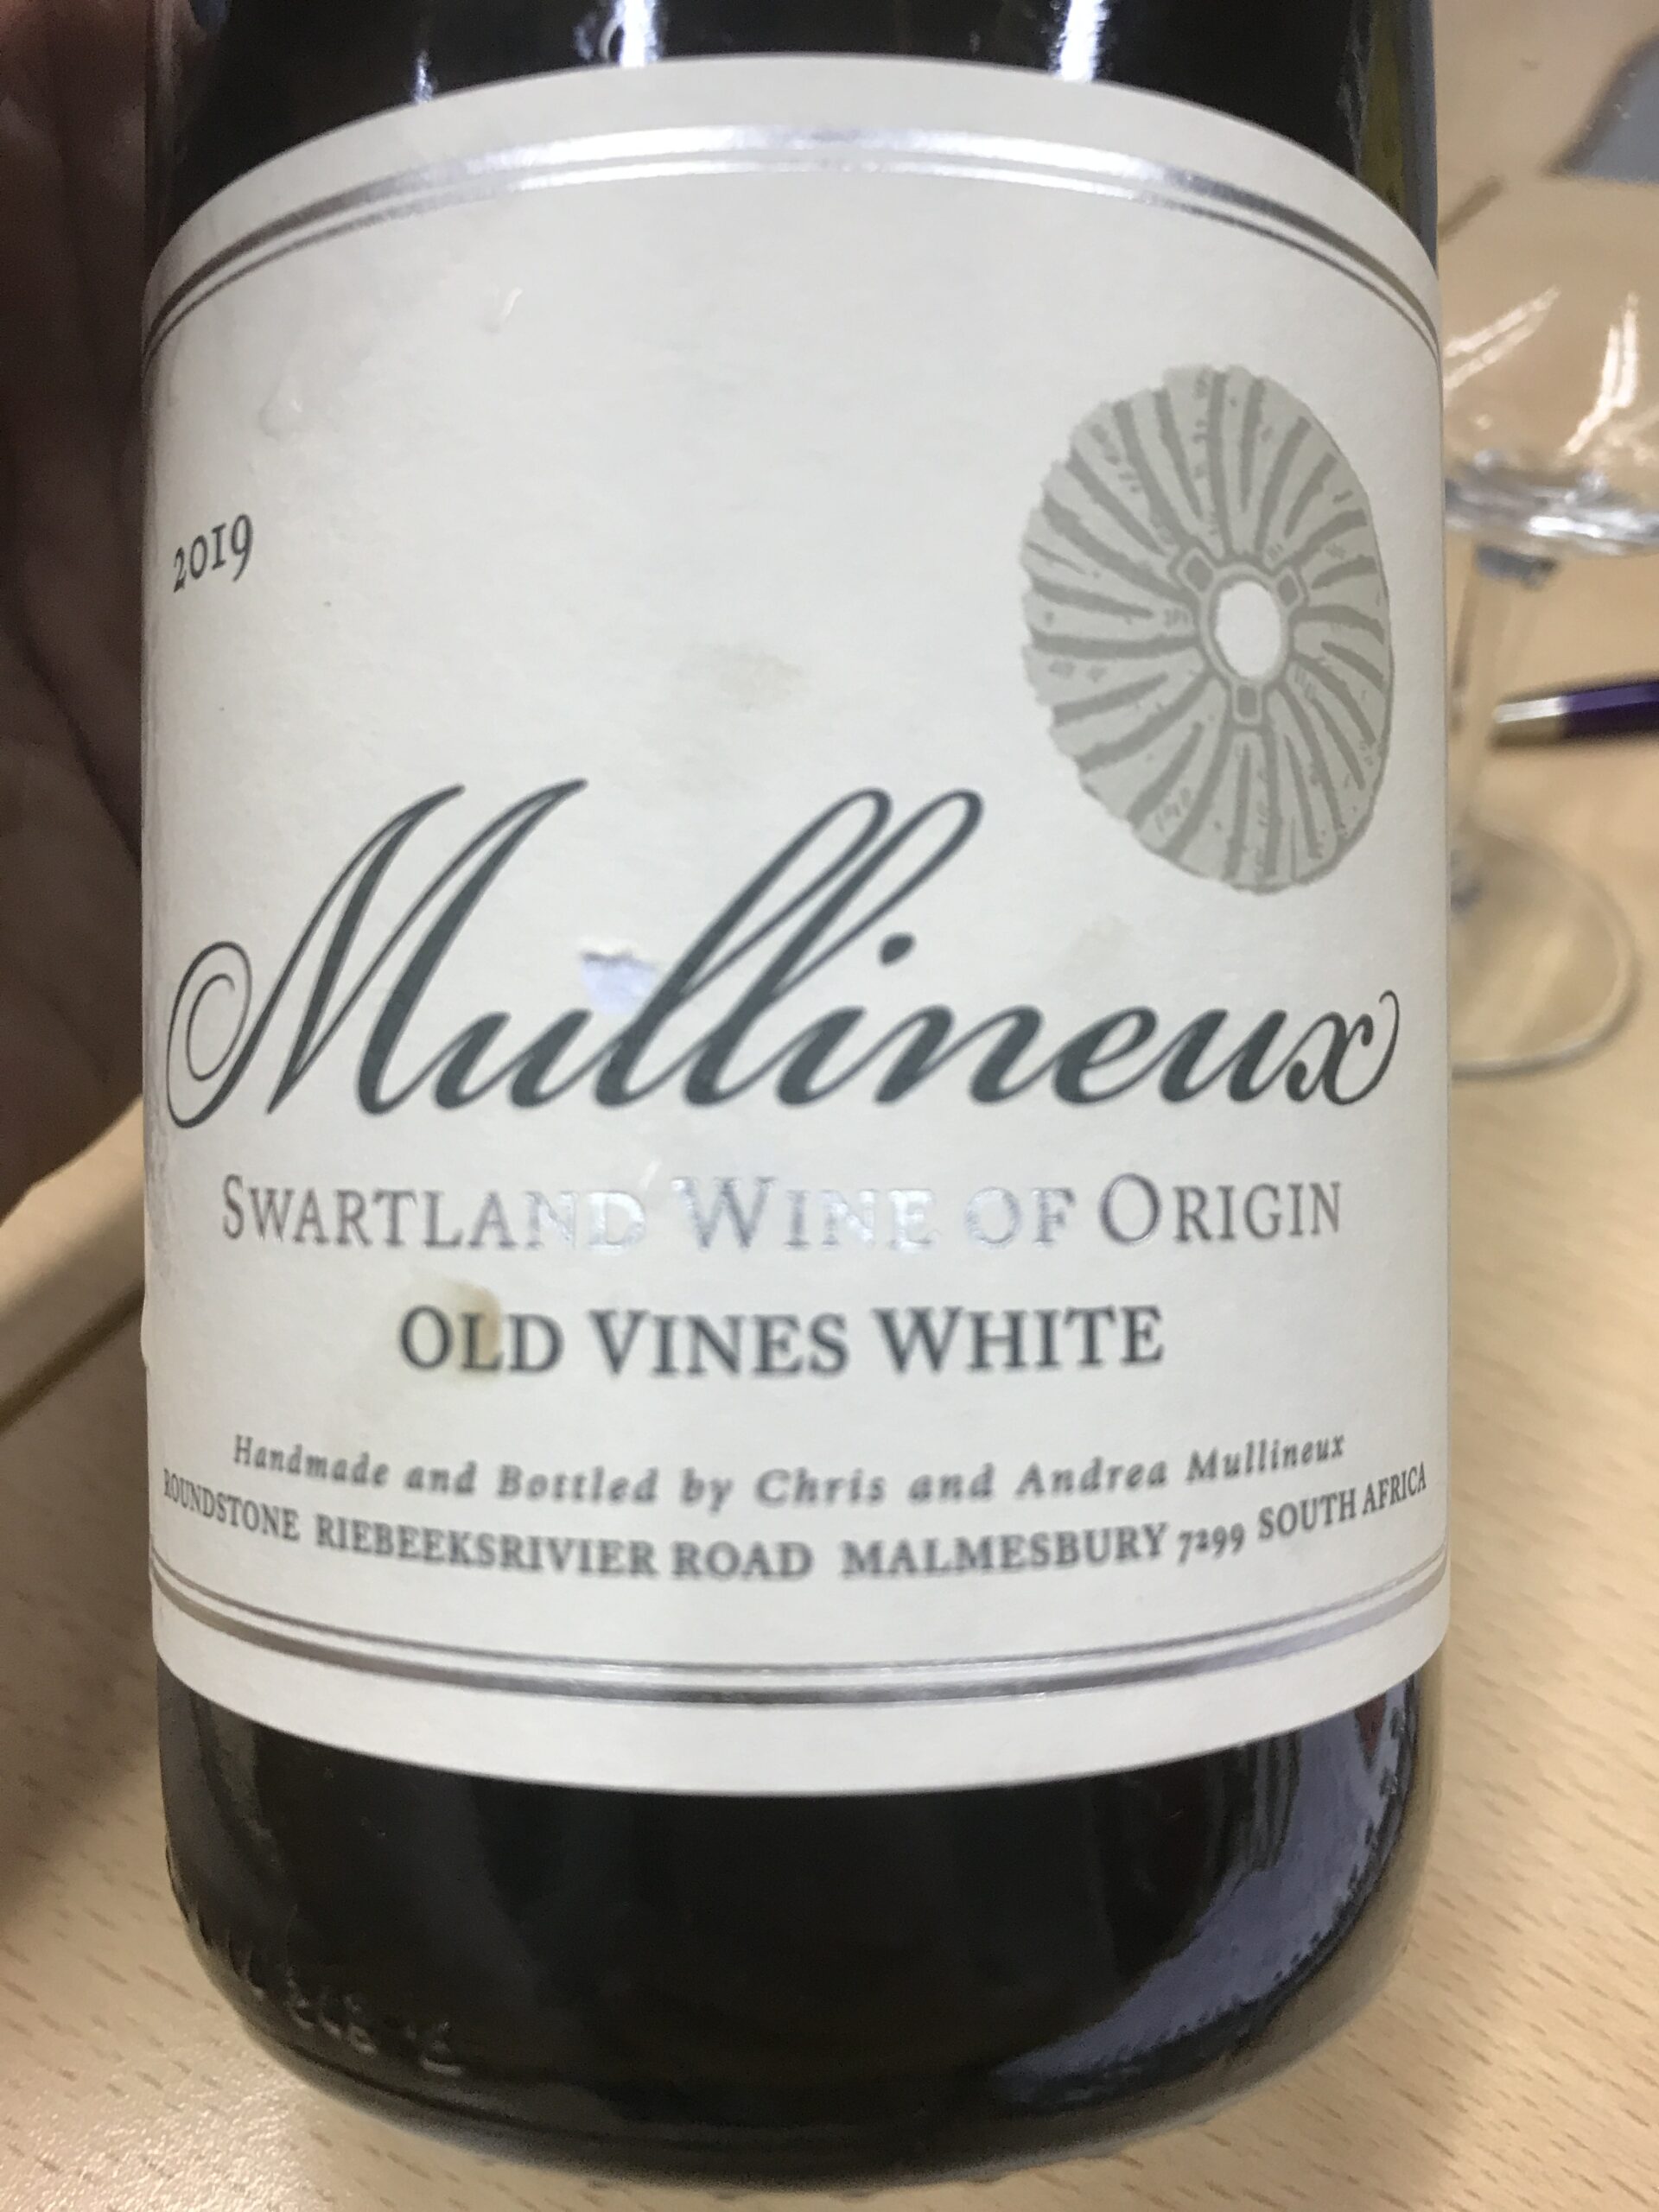 2019
Mullineux
SWARTLAND WINE OF ORIGIN
OLD VINES WHITE
Handmade and Bottled by Chris and Andrea Mullineux
ROUNDSTONE RIEBEEKSRIVIER ROAD MALMESBURY 7299 SOUTH AFRICA